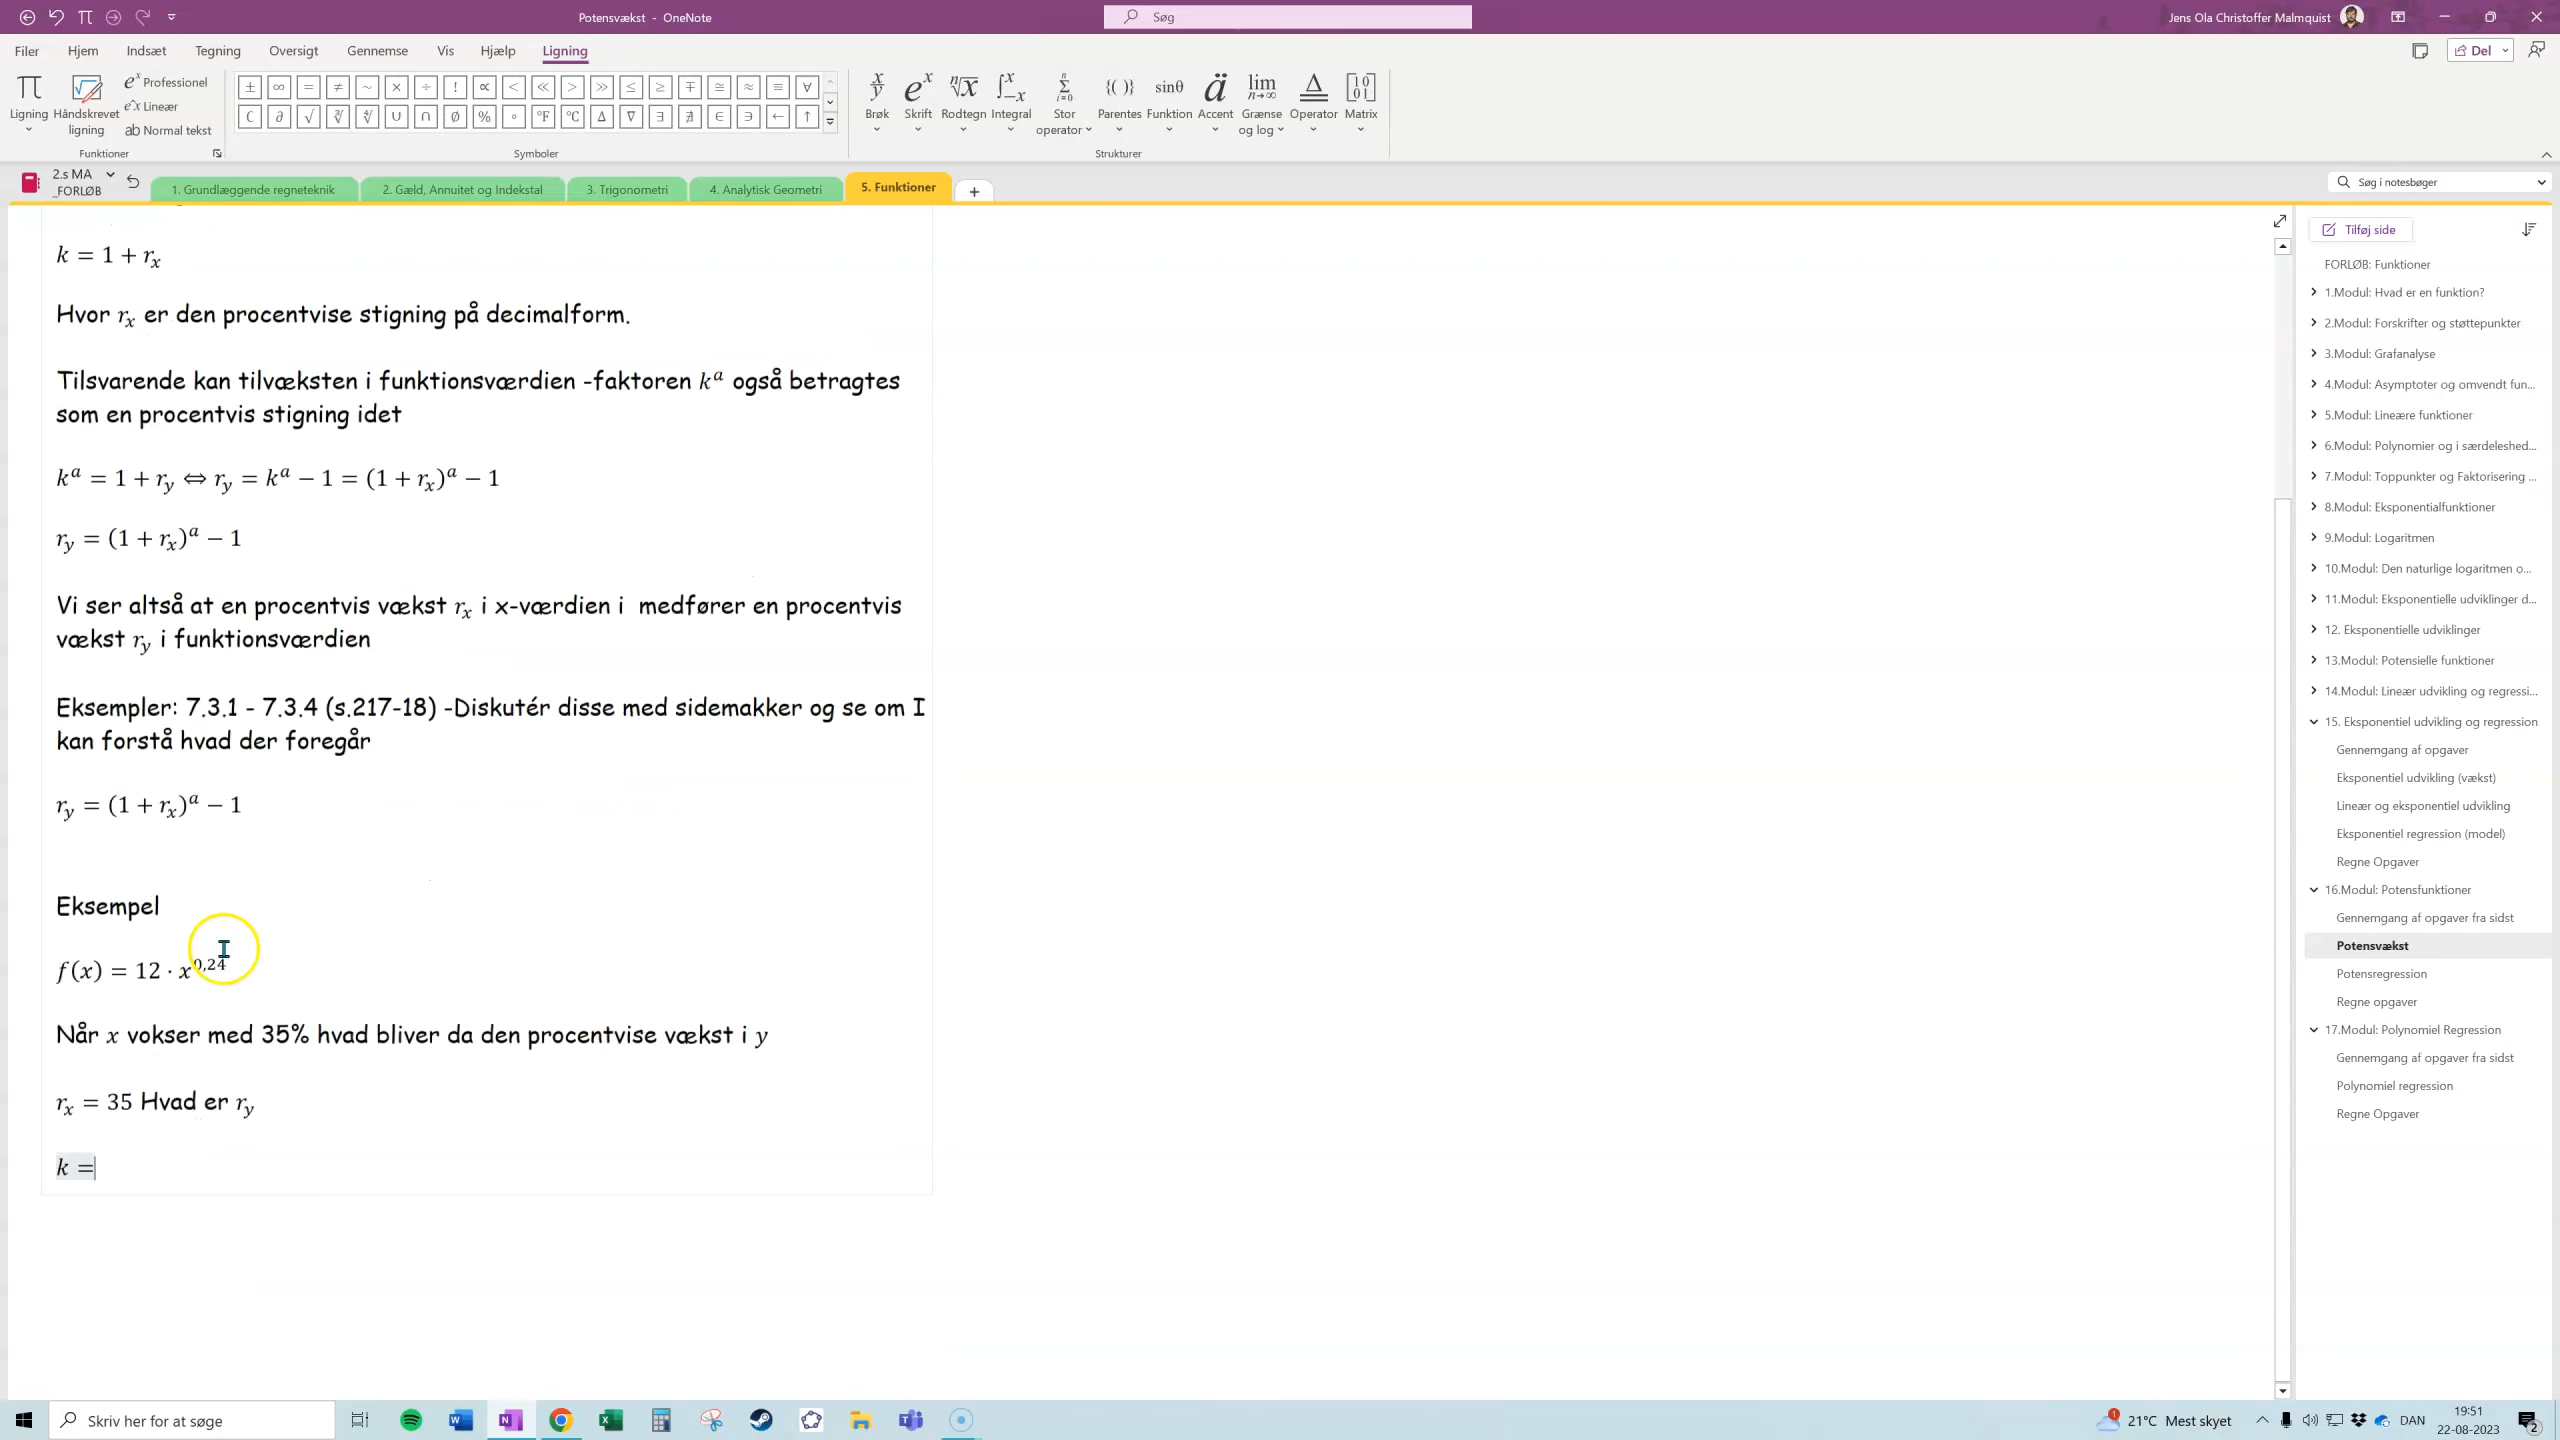 Potensvækst - OneNote
Søg
Jens Ola Christoffer Malmquist
Filer Hjem Indsæt Tegning Oversigt Gennemse Vis Hjælp Ligning
Del
Ligning
Håndskrevet ligning
Professionel
Lineær
ab Normal tekst
Funktioner
± ∞ = ≠ ~ × ÷ ! ∝ < ≪ > ≫ ≤ ≥ ∓ ≅ ≈ ≡ ∀
∁ ∂ √ ∛ ∜ ∪ ∩ ∅ % ° °F °C ∆ ∇ ∃ ∄ ∈ ∋ ← ↑
Symboler
Brøk Skrift Rodtegn Integral Stor operator Parentes Funktion Accent Grænse og log Operator Matrix
Strukturer
2.s MA _FORLØB
1. Grundlæggende regneteknik
2. Gæld, Annuitet og Indekstal
3. Trigonometri
4. Analytisk Geometri
5. Funktioner
Søg i notesbøger
k = 1 + r_x
Hvor r_x er den procentvise stigning på decimalform.
Tilsvarende kan tilvæksten i funktionsværdien -faktoren k^a også betragtes
som en procentvis stigning idet
k^a = 1 + r_y ⇔ r_y = k^a − 1 = (1 + r_x)^a − 1
r_y = (1 + r_x)^a − 1
Vi ser altså at en procentvis vækst r_x i x-værdien i medfører en procentvis
vækst r_y i funktionsværdien
Eksempler: 7.3.1 - 7.3.4 (s.217-18) -Diskutér disse med sidemakker og se om I
kan forstå hvad der foregår
r_y = (1 + r_x)^a − 1
Eksempel
f(x) = 12 · x^0,24
Når x vokser med 35% hvad bliver da den procentvise vækst i y
r_x = 35 Hvad er r_y
k =
Tilføj side
FORLØB: Funktioner
1.Modul: Hvad er en funktion?
2.Modul: Forskrifter og støttepunkter
3.Modul: Grafanalyse
4.Modul: Asymptoter og omvendt fun...
5.Modul: Lineære funktioner
6.Modul: Polynomier og i særdeleshed...
7.Modul: Toppunkter og Faktorisering ...
8.Modul: Eksponentialfunktioner
9.Modul: Logaritmen
10.Modul: Den naturlige logaritmen o...
11.Modul: Eksponentielle udviklinger d...
12. Eksponentielle udviklinger
13.Modul: Potensielle funktioner
14.Modul: Lineær udvikling og regressi...
15. Eksponentiel udvikling og regression
Gennemgang af opgaver
Eksponentiel udvikling (vækst)
Lineær og eksponentiel udvikling
Eksponentiel regression (model)
Regne Opgaver
16.Modul: Potensfunktioner
Gennemgang af opgaver fra sidst
Potensvækst
Potensregression
Regne opgaver
17.Modul: Polynomiel Regression
Gennemgang af opgaver fra sidst
Polynomiel regression
Regne Opgaver
Skriv her for at søge
21°C Mest skyet
DAN
19:51
22-08-2023
2